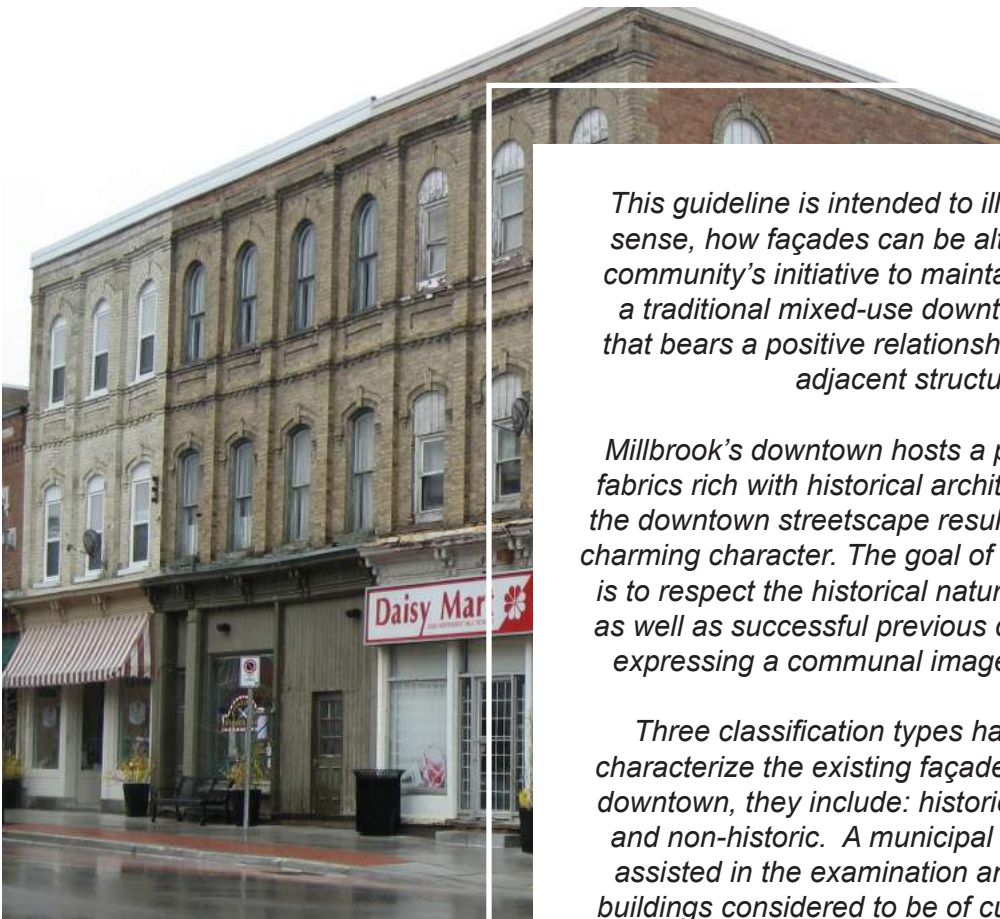 Daisy Mar
This guideline is intended to ill
sense, how façades can be alt
community's initiative to mainta
a traditional mixed-use downt
that bears a positive relationsh
adjacent structu
Millbrook's downtown hosts a p
fabrics rich with historical archit
the downtown streetscape resul
charming character. The goal of
is to respect the historical natur
as well as successful previous c
expressing a communal image
Three classification types ha
characterize the existing façade
downtown, they include: historic
and non-historic. A municipal
assisted in the examination an
buildings considered to be of cu